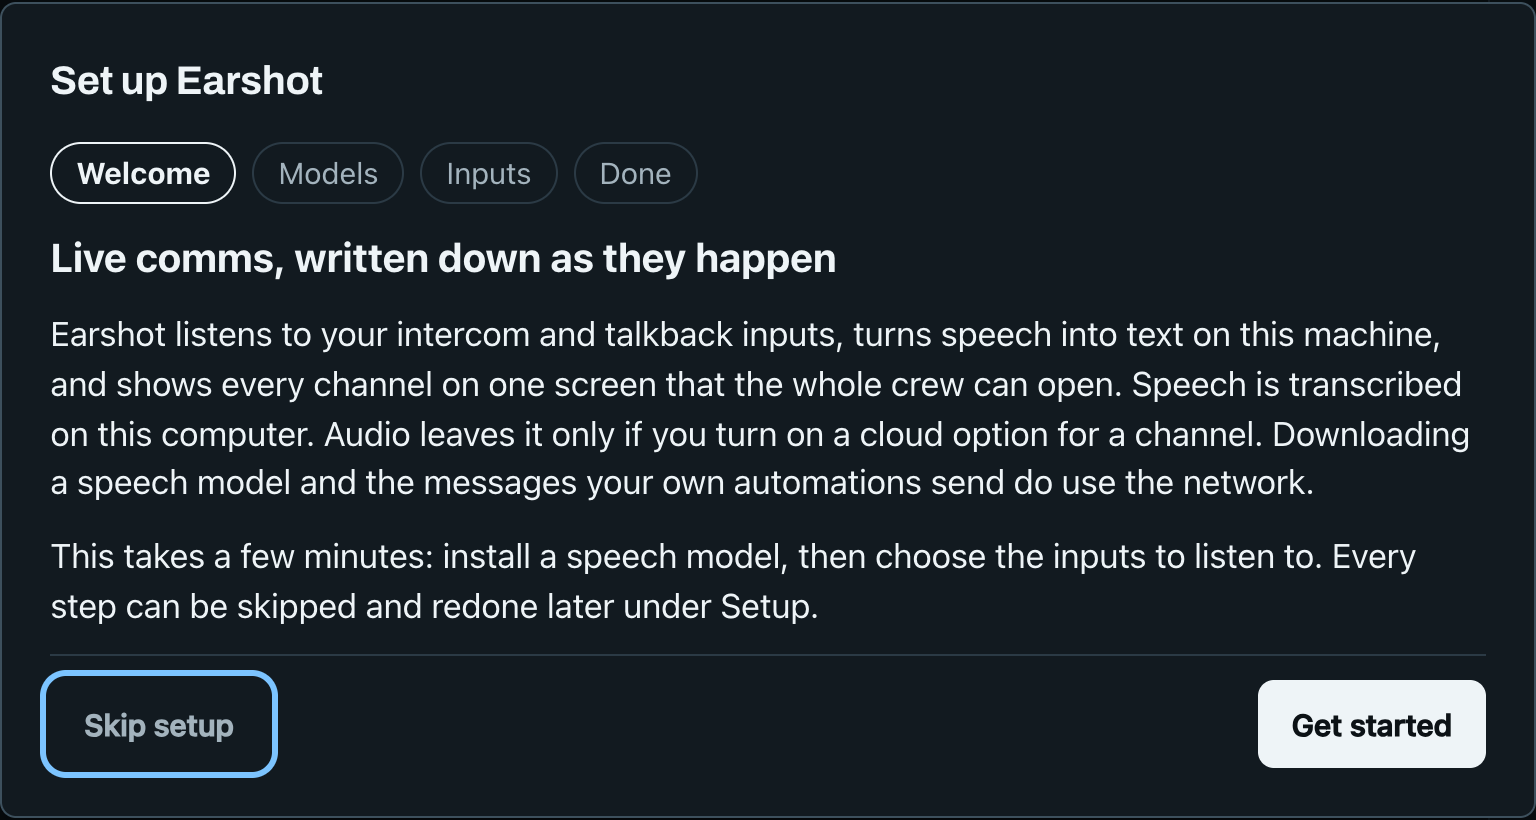 Set up Earshot
Welcome
Models
Inputs
Done
Live comms, written down as they happen
Earshot listens to your intercom and talkback inputs, turns speech into text on this machine,
and shows every channel on one screen that the whole crew can open. Speech is transcribed
on this computer. Audio leaves it only if you turn on a cloud option for a channel. Downloading
a speech model and the messages your own automations send do use the network.
This takes a few minutes: install a speech model, then choose the inputs to listen to. Every
step can be skipped and redone later under Setup.
Skip setup
Get started